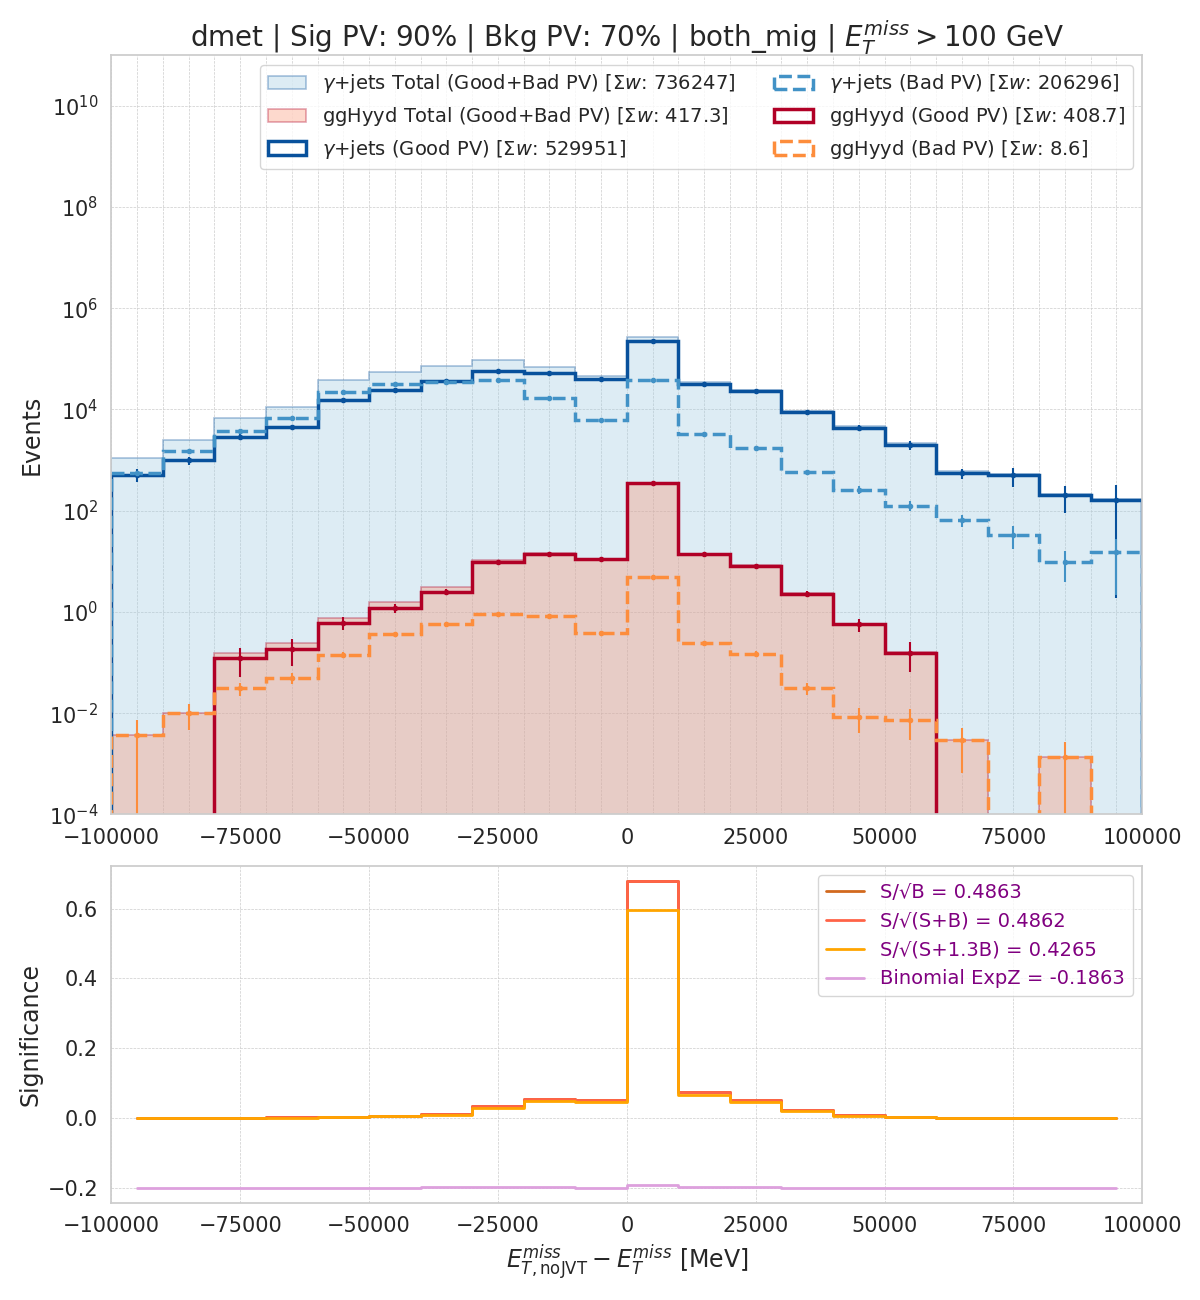 dmet | Sig PV: 90% | Bkg PV: 70% | both_mig | E_T^miss > 100 GeV
γ+jets Total (Good+Bad PV) [Σw: 736247]
ggHyyd Total (Good+Bad PV) [Σw: 417.3]
γ+jets (Good PV) [Σw: 529951]
γ+jets (Bad PV) [Σw: 206296]
ggHyyd (Good PV) [Σw: 408.7]
ggHyyd (Bad PV) [Σw: 8.6]
Events
10^10
10^8
10^6
10^4
10^2
10^0
10^−2
10^−4
−100000 −75000 −50000 −25000 0 25000 50000 75000 100000
S/√B = 0.4863
S/√(S+B) = 0.4862
S/√(S+1.3B) = 0.4265
Binomial ExpZ = -0.1863
Significance
0.6
0.4
0.2
0.0
−0.2
−100000 −75000 −50000 −25000 0 25000 50000 75000 100000
E_T,noJVT^miss − E_T^miss [MeV]